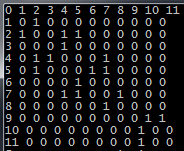 0 1 2 3 4 5 6 7 8 9 10 11
1 0 1 0 0 0 0 0 0 0 0 0
2 1 0 0 1 1 0 0 0 0 0 0
3 0 0 0 1 0 0 0 0 0 0 0
4 0 1 1 0 0 0 1 0 0 0 0
5 0 1 0 0 0 1 1 0 0 0 0
6 0 0 0 0 1 0 0 0 0 0 0
7 0 0 0 1 1 0 0 1 0 0 0
8 0 0 0 0 0 0 1 0 0 0 0
9 0 0 0 0 0 0 0 0 0 1 1
10 0 0 0 0 0 0 0 0 1 0 0
11 0 0 0 0 0 0 0 0 1 0 0